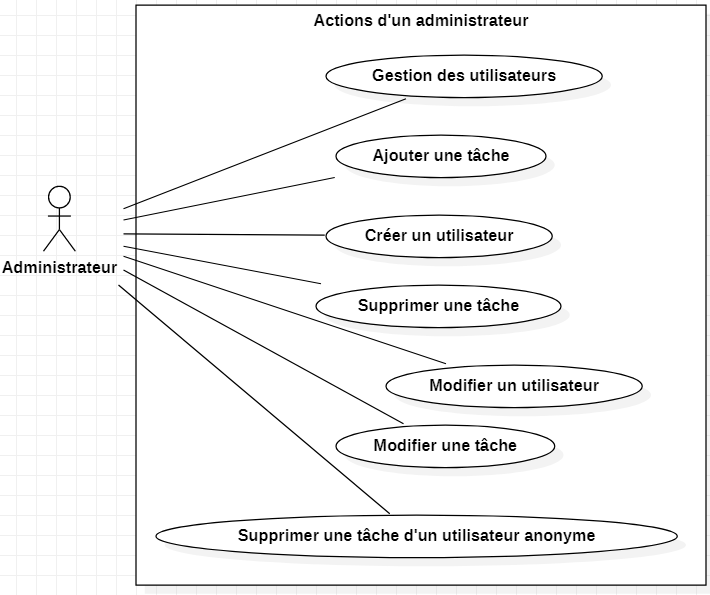 Actions d'un administrateur
Gestion des utilisateurs
Ajouter une tâche
Créer un utilisateur
Administrateur
Supprimer une tâche
Modifier un utilisateur
Modifier une tâche
Supprimer une tâche d'un utilisateur anonyme